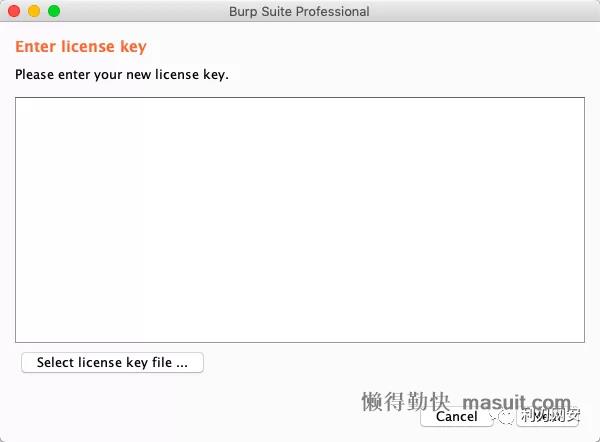 Burp Suite Professional
Enter license key
Please enter your new license key.
Select license key file ...
懒得勤快 masuit.com
Cancel